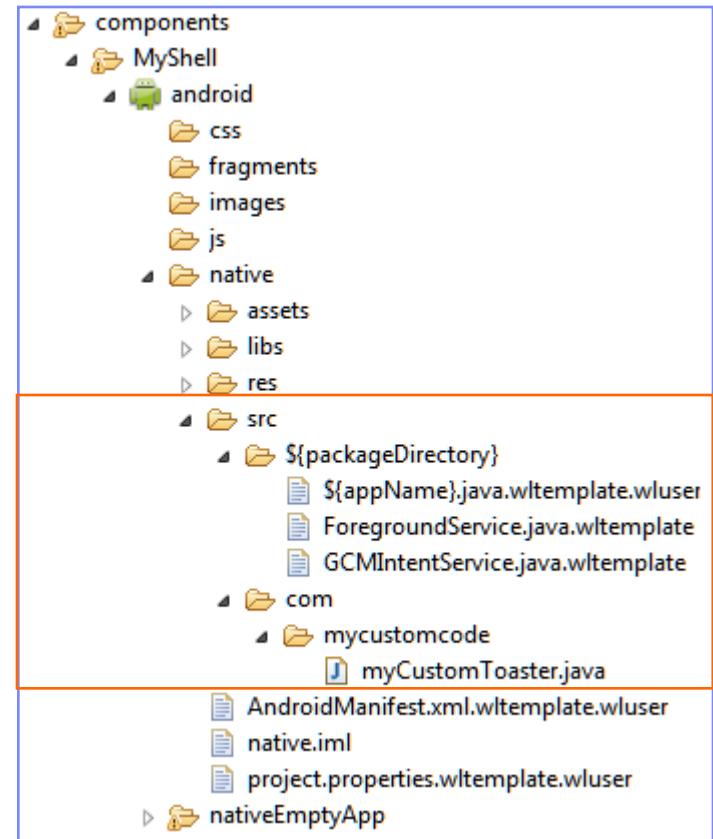 components
MyShell
android
css
fragments
images
js
native
assets
libs
res
src
${packageDirectory}
${appName}.java.wltemplate.wluser
ForegroundService.java.wltemplate
GCMIntentService.java.wltemplate
com
mycustomcode
myCustomToaster.java
AndroidManifest.xml.wltemplate.wluser
native.iml
project.properties.wltemplate.wluser
nativeEmptyApp